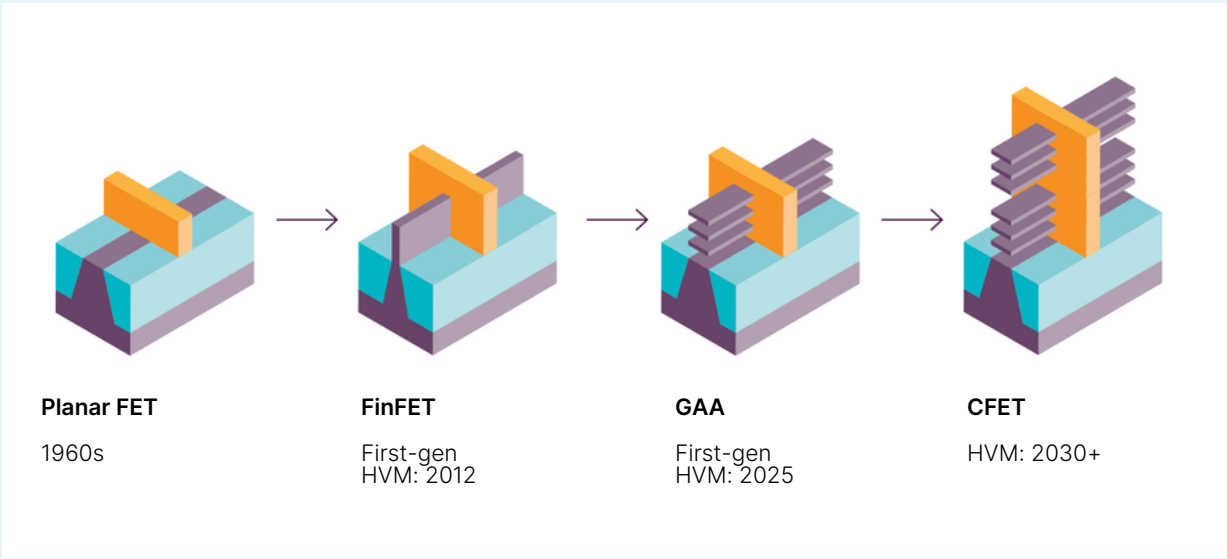 Planar FET
1960s
FinFET
First-gen
HVM: 2012
GAA
First-gen
HVM: 2025
CFET
HVM: 2030+